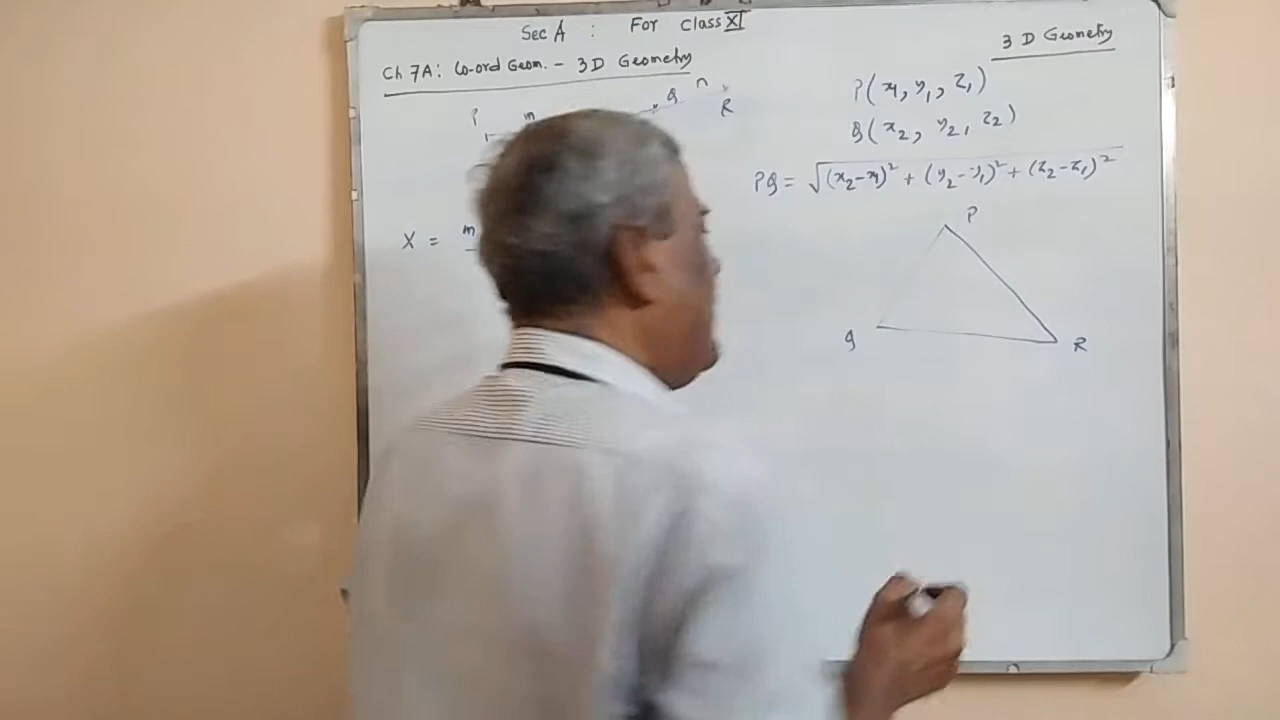 Sec A : For class XI
3 D Geometry
Ch 7A: Co-ord Geom. - 3D Geometry
P m Q n R
X = m
P(x1, y1, z1)
Q(x2, y2, z2)
PQ = √(x2-x1)² + (y2-y1)² + (z2-z1)²
P
Q R